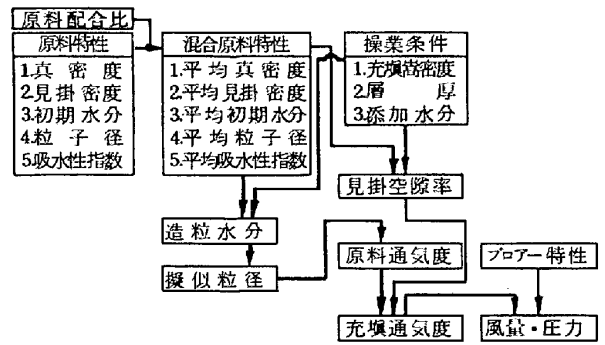 原料配合比
原料特性
1.真密度
2.見掛密度
3.初期水分
4.粒子径
5.吸水性指数
混合原料特性
1.平均真密度
2.平均見掛密度
3.平均初期水分
4.平均粒子径
5.平均吸水性指数
操業条件
1.充塡嵩密度
2.層厚
3.添加水分
見掛空隙率
造粒水分
擬似粒径
原料通気度
ブロアー特性
充塡通気度
風量・圧力